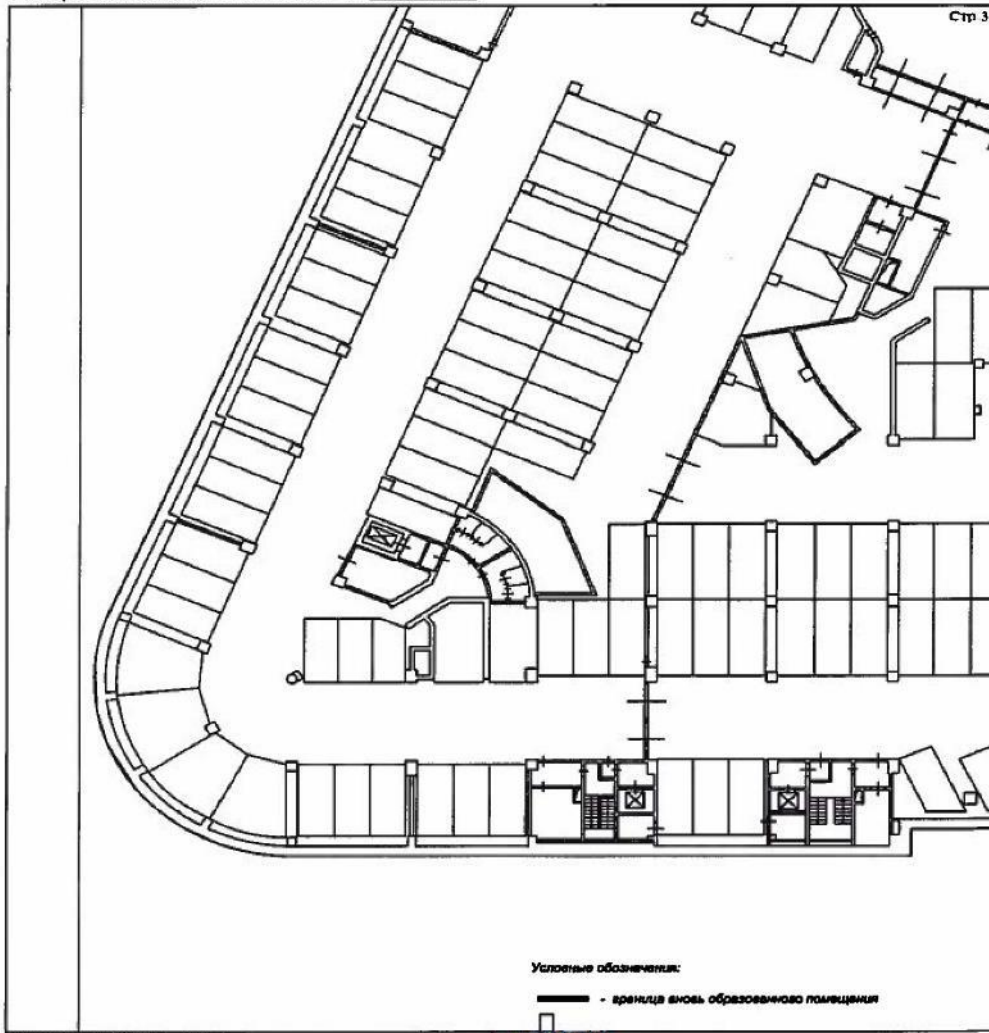 Стр 3
Условные обозначения:
- граница вновь образованного помещения